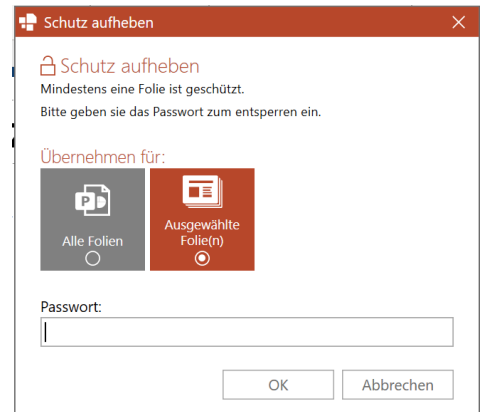 Schutz aufheben
Schutz aufheben
Mindestens eine Folie ist geschützt.
Bitte geben sie das Passwort zum entsperren ein.
Übernehmen für:
Alle Folien
Ausgewählte
Folie(n)
Passwort:
OK
Abbrechen